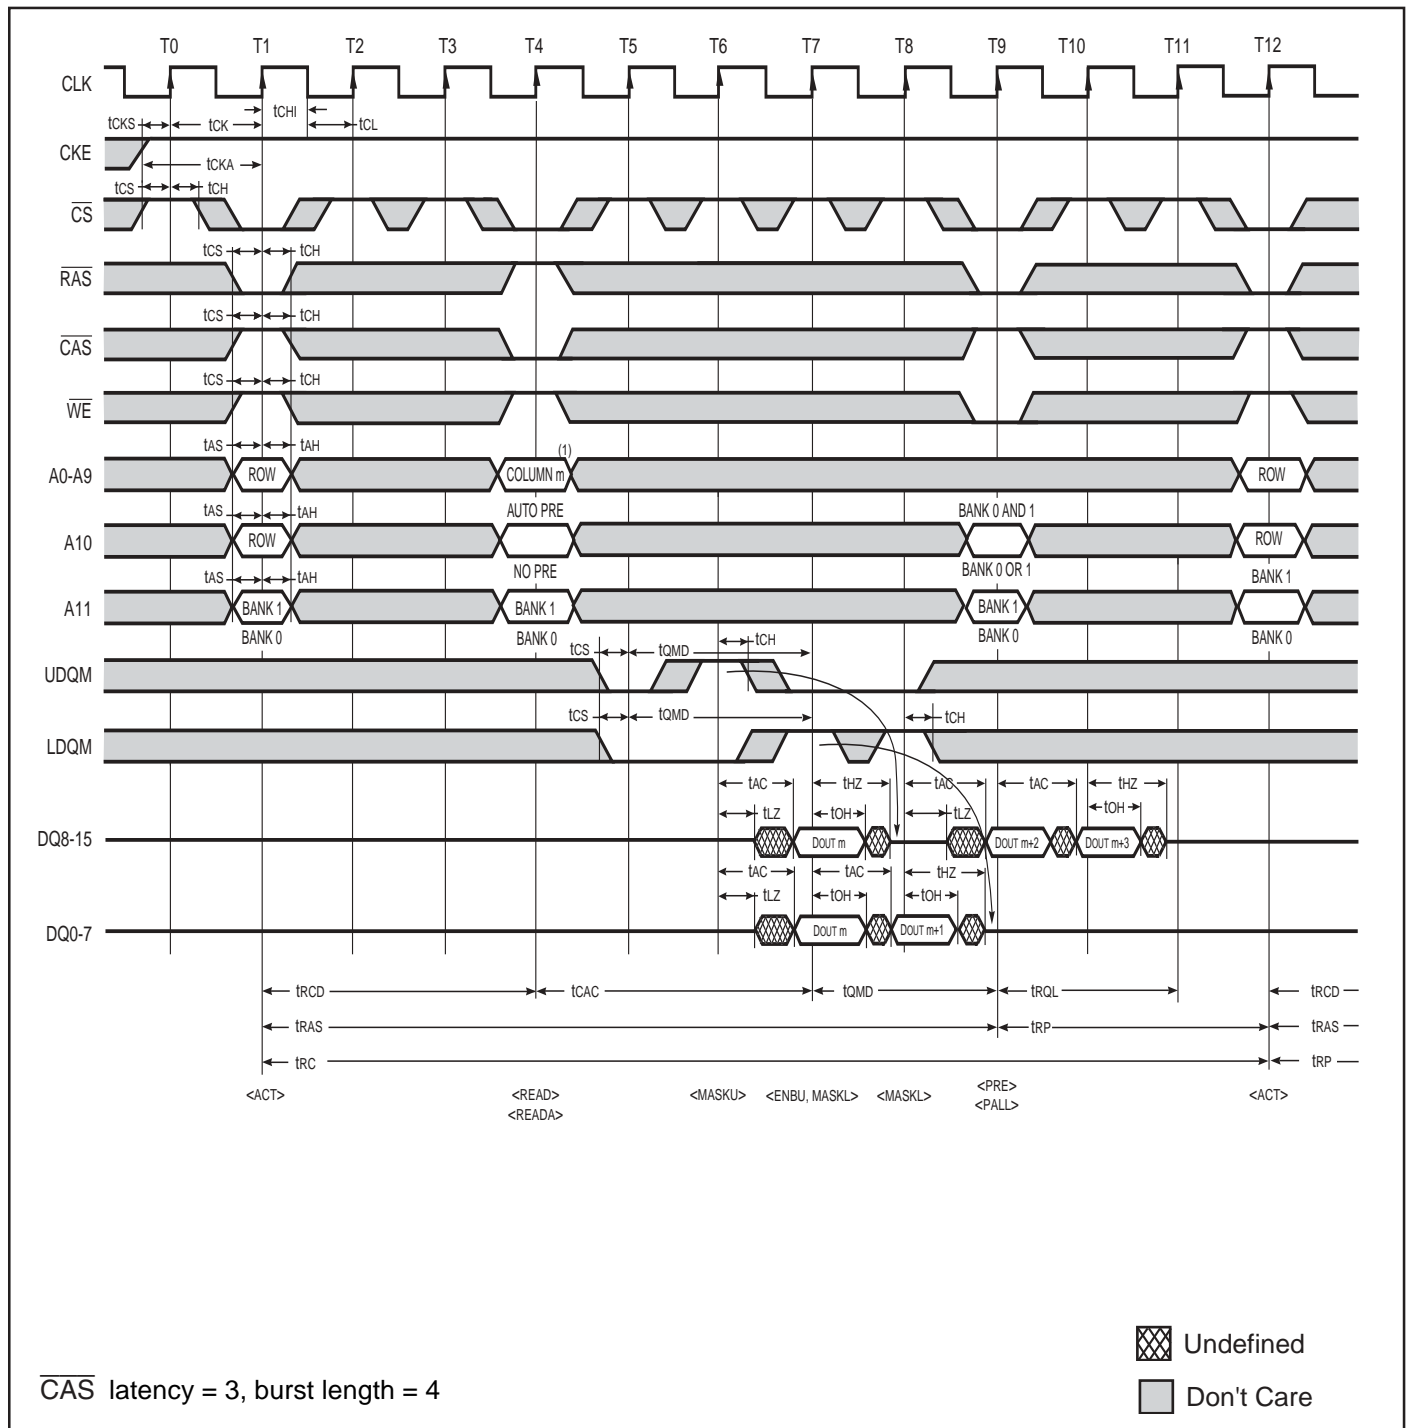 T0 T1 T2 T3 T4 T5 T6 T7 T8 T9 T10 T11 T12
CLK
tCHI
tCKS tCK tCL
CKE
tCKA
tCS tCH
CS
tCS tCH
RAS
tCS tCH
CAS
tCS tCH
WE
tAS tAH (1)
A0-A9 ROW COLUMN m ROW
tAS tAH AUTO PRE BANK 0 AND 1
A10 ROW ROW
NO PRE BANK 0 OR 1
tAS tAH BANK 1
A11 BANK 1 BANK 1 BANK 1
BANK 0 BANK 0 BANK 0 BANK 0
tCS tQMD tCH
UDQM
tCS tQMD tCH
LDQM
tAC tHZ tAC tAC tHZ
tLZ tOH tLZ tOH
DQ8-15 DOUT m DOUT m+2 DOUT m+3
tAC tAC tHZ
tLZ tOH tOH
DQ0-7 DOUT m DOUT m+1
tRCD tCAC tQMD tRQL tRCD
tRAS tRP tRAS
tRC tRP
<ACT> <READ> <MASKU> <ENBU, MASKL> <MASKL> <PRE> <ACT>
<READA> <PALL>
Undefined
CAS latency = 3, burst length = 4
Don't Care